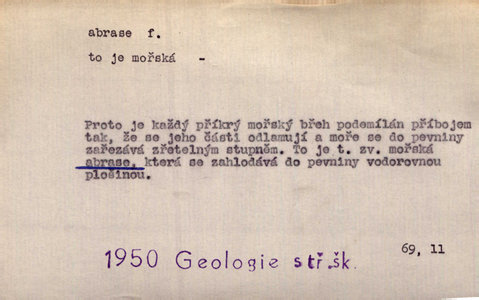 abrase f.
to je mořská -
Proto je každý příkrý mořský břeh podemílán příbojem
tak, že se jeho části odlamují a moře se do pevniny
zařezává zřetelným stupněm. To je t. zv. mořská
abrase, která se zahlodává do pevniny vodorovnou
plošinou.
69, 11
1950 Geologie stř.šk.